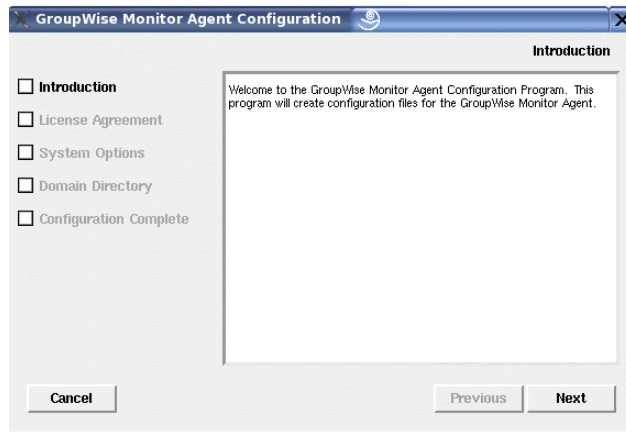 GroupWise Monitor Agent Configuration
Introduction
Introduction
License Agreement
System Options
Domain Directory
Configuration Complete
Welcome to the GroupWise Monitor Agent Configuration Program. This
program will create configuration files for the GroupWise Monitor Agent.
Cancel
Previous
Next